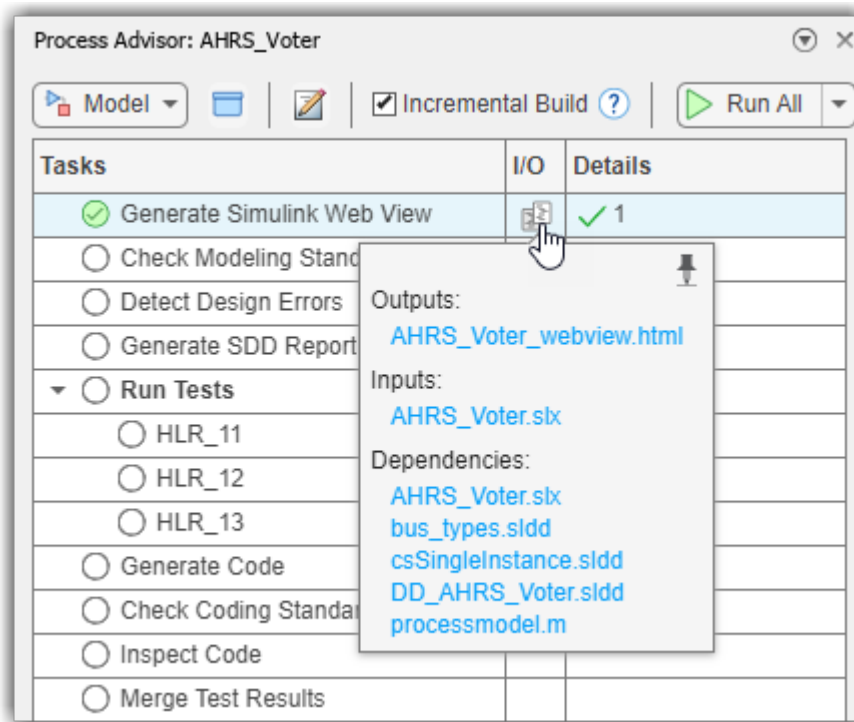 Process Advisor: AHRS_Voter
Model Incremental Build ? Run All
Tasks I/O Details
Generate Simulink Web View 1
Check Modeling
Detect Design Errors
Generate SDD Report
Run Tests
HLR_11
HLR_12
HLR_13
Generate Code
Check Coding
Inspect Code
Merge Test Results
Outputs:
AHRS_Voter_webview.html
Inputs:
AHRS_Voter.slx
Dependencies:
AHRS_Voter.slx
bus_types.sldd
csSingleInstance.sldd
DD_AHRS_Voter.sldd
processmodel.m